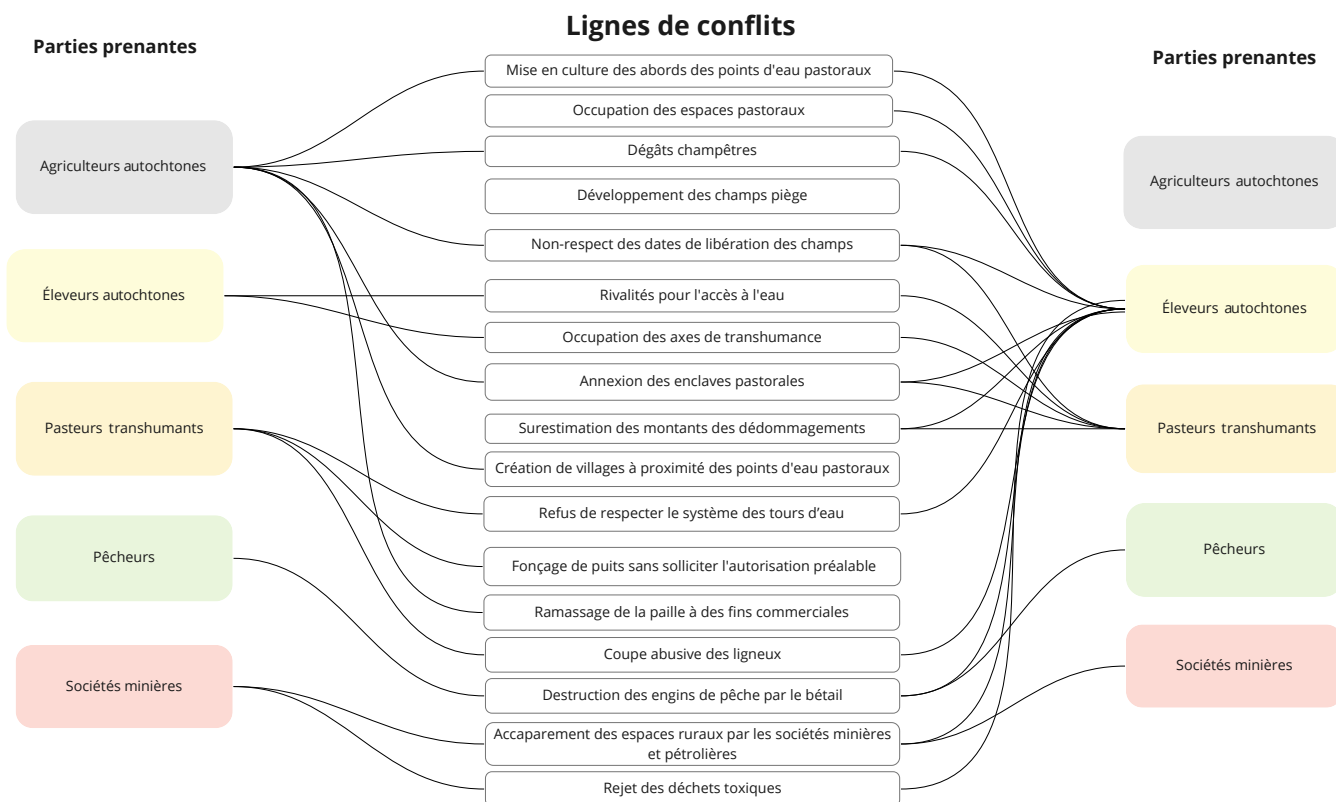 Lignes de conflits
Parties prenantes
Parties prenantes
Agriculteurs autochtones
Éleveurs autochtones
Pasteurs transhumants
Pêcheurs
Sociétés minières
Mise en culture des abords des points d'eau pastoraux
Occupation des espaces pastoraux
Dégâts champêtres
Développement des champs piège
Non-respect des dates de libération des champs
Rivalités pour l'accès à l'eau
Occupation des axes de transhumance
Annexion des enclaves pastorales
Surestimation des montants des dédommagements
Création de villages à proximité des points d'eau pastoraux
Refus de respecter le système des tours d’eau
Fonçage de puits sans solliciter l'autorisation préalable
Ramassage de la paille à des fins commerciales
Coupe abusive des ligneux
Destruction des engins de pêche par le bétail
Accaparement des espaces ruraux par les sociétés minières
et pétrolières
Rejet des déchets toxiques
Agriculteurs autochtones
Éleveurs autochtones
Pasteurs transhumants
Pêcheurs
Sociétés minières